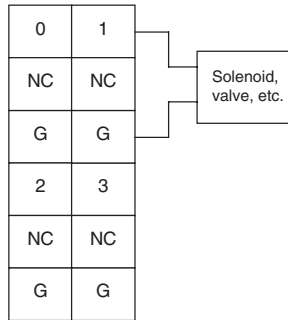 0 1
NC NC
G G
2 3
NC NC
G G
Solenoid,
valve, etc.